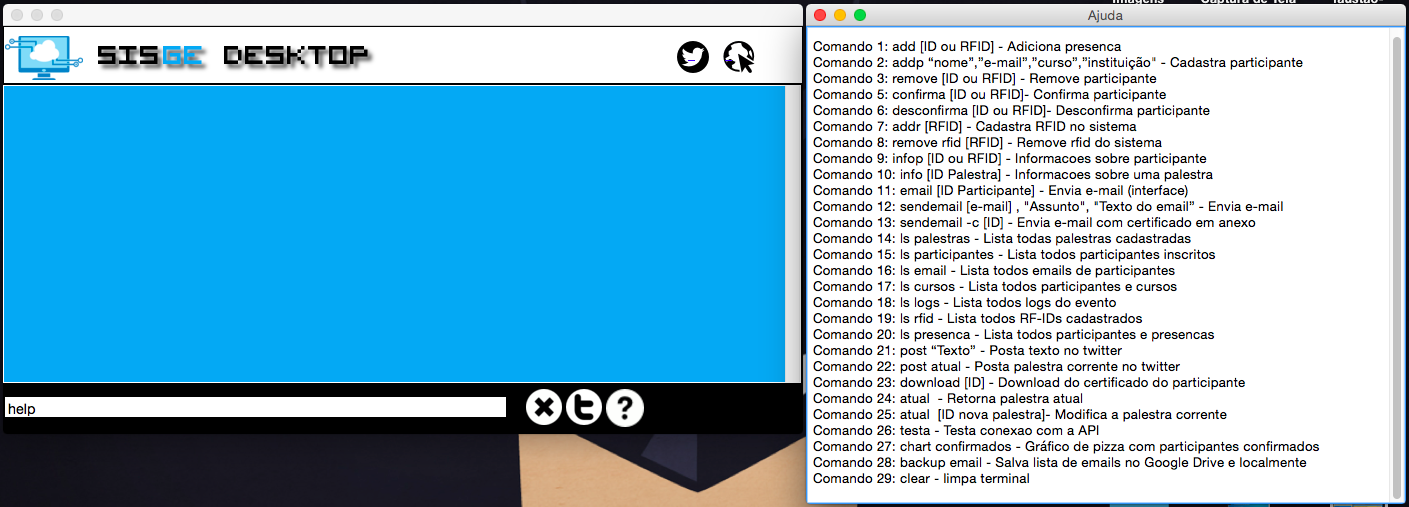 Imagens Captura de Tela
SISGE DESKTOP
help
Ajuda
Comando 1: add [ID ou RFID] - Adiciona presenca
Comando 2: addp “nome”,”e-mail”,”curso”,”instituição" - Cadastra participante
Comando 3: remove [ID ou RFID] - Remove participante
Comando 5: confirma [ID ou RFID]- Confirma participante
Comando 6: desconfirma [ID ou RFID]- Desconfirma participante
Comando 7: addr [RFID] - Cadastra RFID no sistema
Comando 8: remove rfid [RFID] - Remove rfid do sistema
Comando 9: infop [ID ou RFID] - Informacoes sobre participante
Comando 10: info [ID Palestra] - Informacoes sobre uma palestra
Comando 11: email [ID Participante] - Envia e-mail (interface)
Comando 12: sendemail [e-mail] , "Assunto", "Texto do email” - Envia e-mail
Comando 13: sendemail -c [ID] - Envia e-mail com certificado em anexo
Comando 14: ls palestras - Lista todas palestras cadastradas
Comando 15: ls participantes - Lista todos participantes inscritos
Comando 16: ls email - Lista todos emails de participantes
Comando 17: ls cursos - Lista todos participantes e cursos
Comando 18: ls logs - Lista todos logs do evento
Comando 19: ls rfid - Lista todos RF-IDs cadastrados
Comando 20: ls presenca - Lista todos participantes e presencas
Comando 21: post “Texto” - Posta texto no twitter
Comando 22: post atual - Posta palestra corrente no twitter
Comando 23: download [ID] - Download do certificado do participante
Comando 24: atual  - Retorna palestra atual
Comando 25: atual  [ID nova palestra]- Modifica a palestra corrente
Comando 26: testa - Testa conexao com a API
Comando 27: chart confirmados - Gráfico de pizza com participantes confirmados
Comando 28: backup email - Salva lista de emails no Google Drive e localmente
Comando 29: clear - limpa terminal